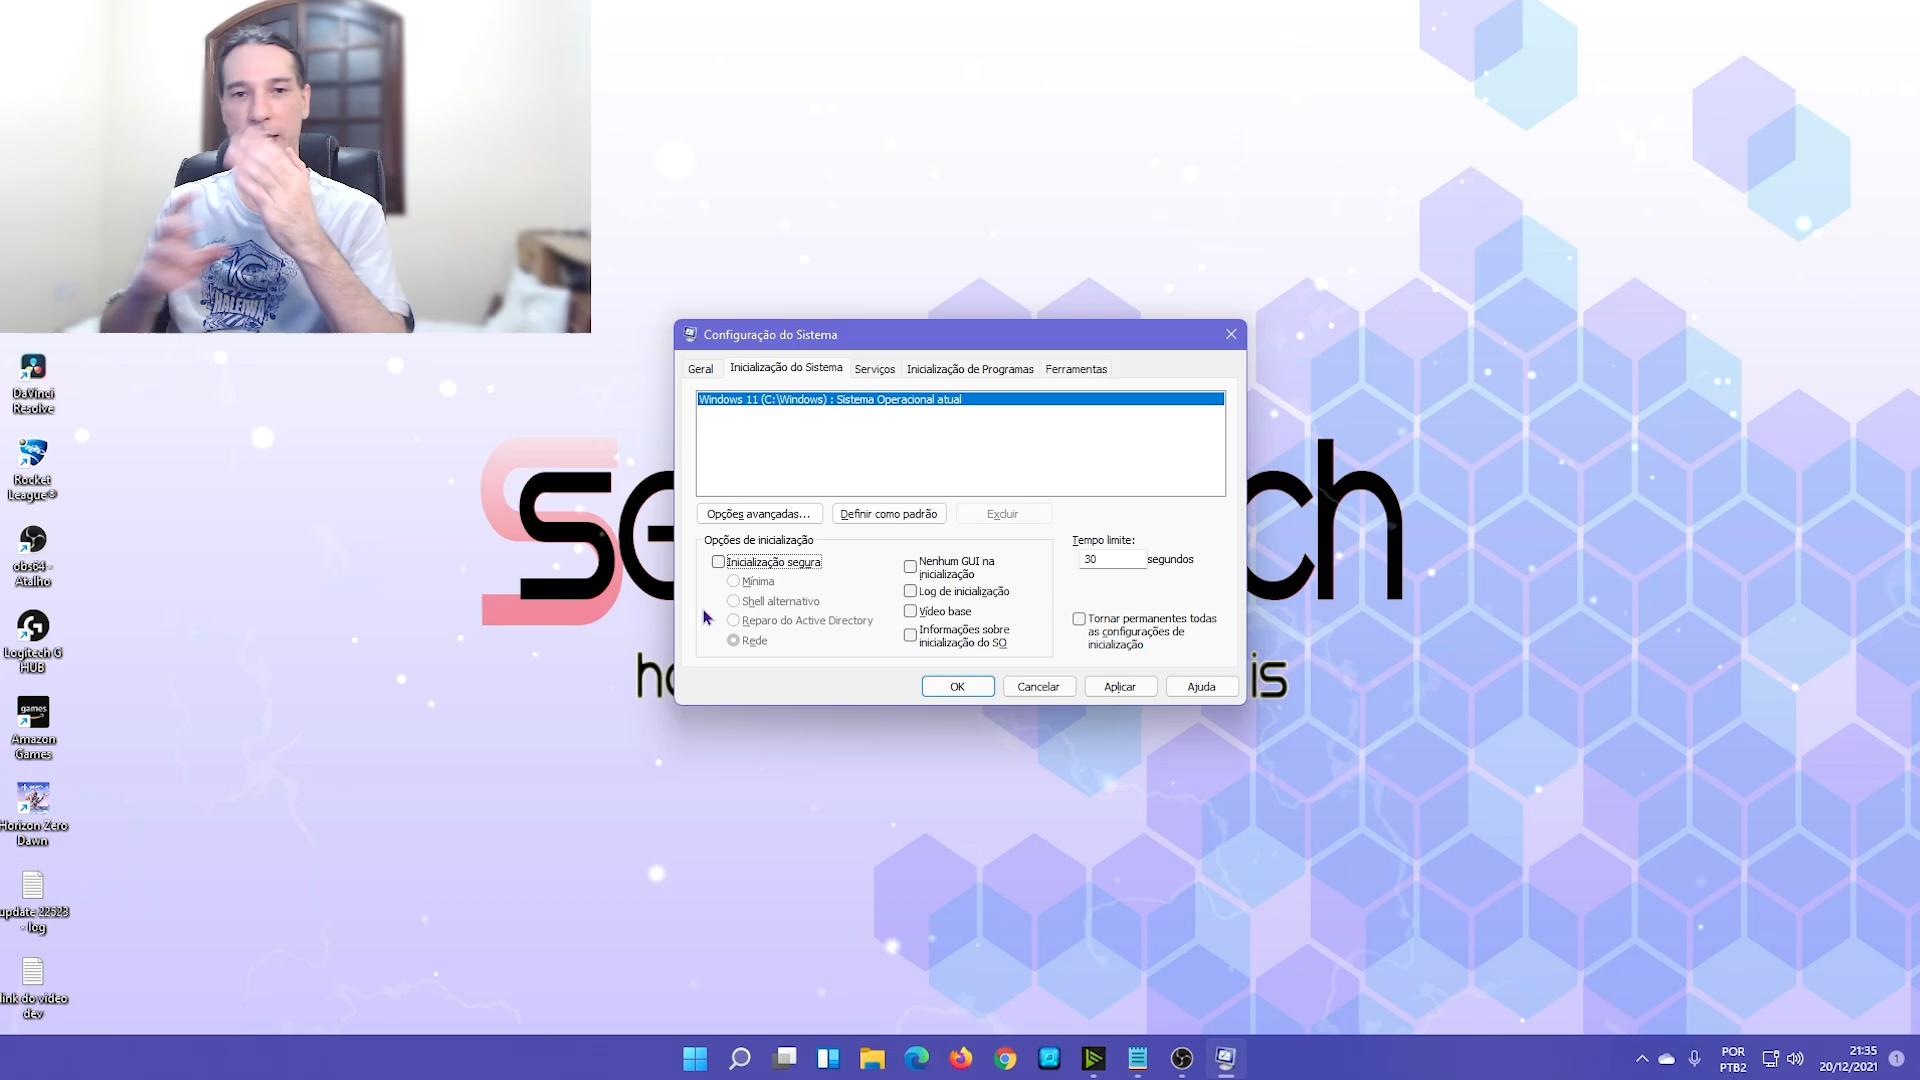 HALEIWA
DaVinci
Resolve
Rocket
League®
obs64 -
Atalho
Logitech G
HUB
games
Amazon
Games
Horizon Zero
Dawn
update 22523
- log
link do video
dev
Configuração do Sistema
Geral
Inicialização do Sistema
Serviços
Inicialização de Programas
Ferramentas
Windows 11 (C:\Windows) : Sistema Operacional atual
Opções avançadas...
Definir como padrão
Excluir
Opções de inicialização
Inicialização segura
Mínima
Shell alternativo
Reparo do Active Directory
Rede
Nenhum GUI na
inicialização
Log de inicialização
Vídeo base
Informações sobre
inicialização do SO
Tempo limite:
30 segundos
Tornar permanentes todas
as configurações de
inicialização
OK
Cancelar
Aplicar
Ajuda
POR
PTB2
21:35
20/12/2021
1